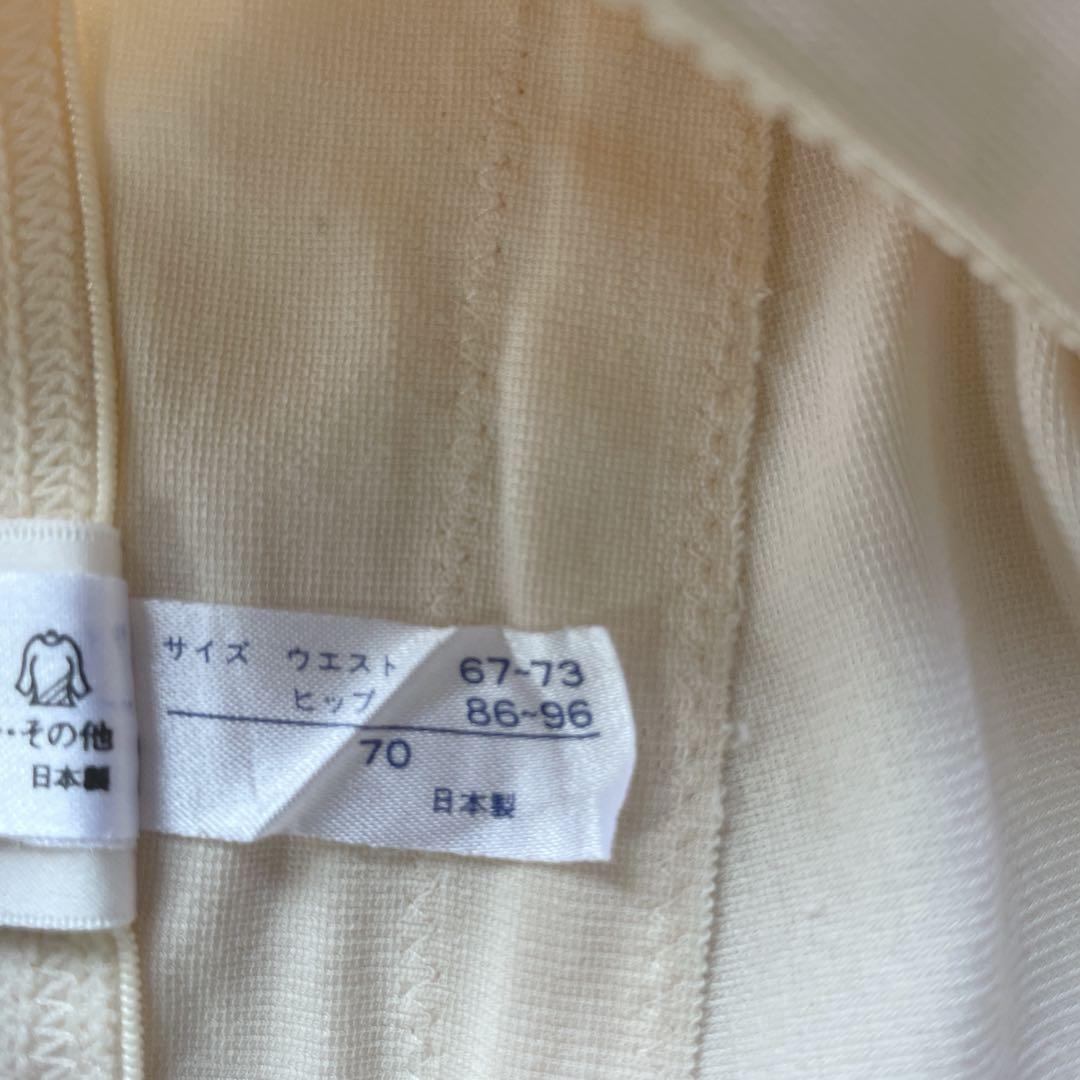 サイズ ウエスト 67~73
ヒップ 86~96
70
日本製
··その他
日本製